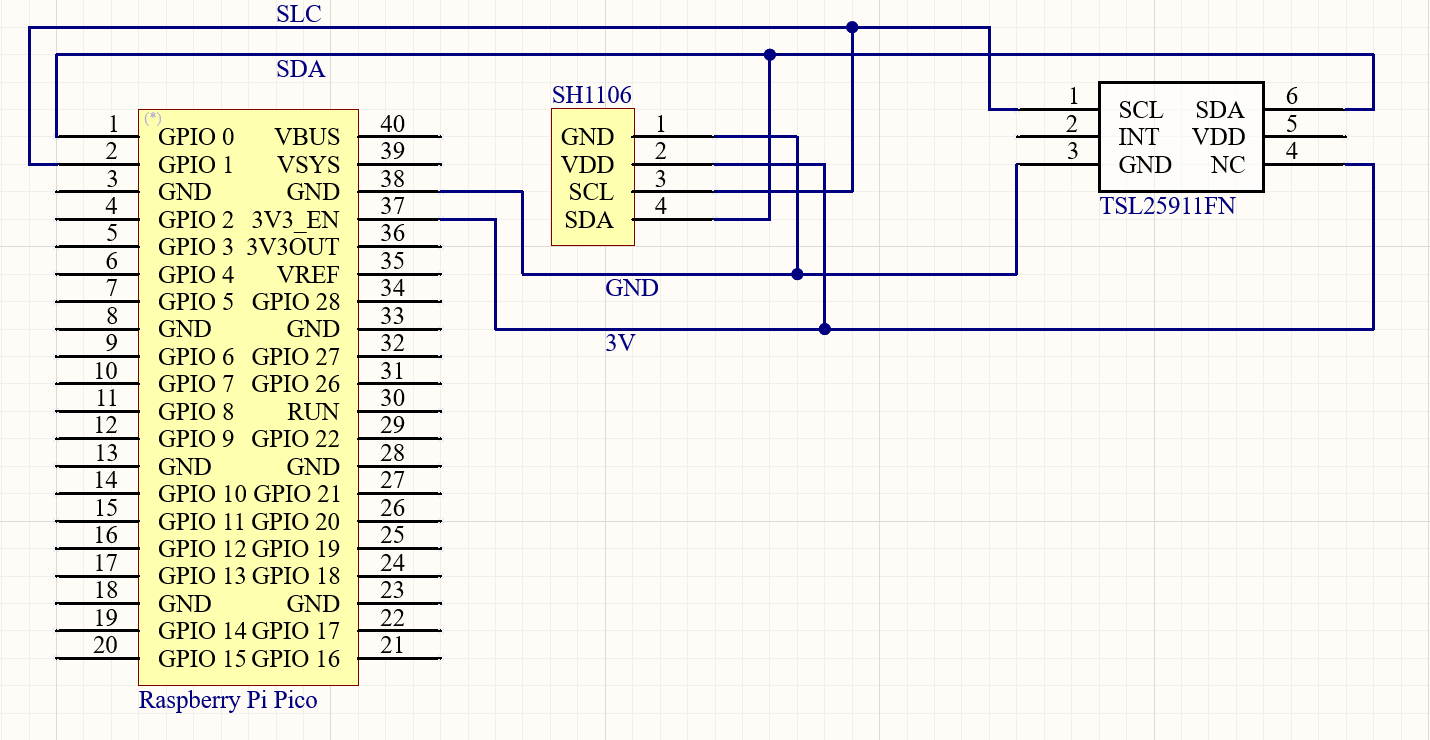 SLC
SDA
SH1106
(*)
1 GPIO 0 VBUS 40
2 GPIO 1 VSYS 39
3 GND GND 38
4 GPIO 2 3V3_EN 37
5 GPIO 3 3V3OUT 36
6 GPIO 4 VREF 35
7 GPIO 5 GPIO 28 34
8 GND GND 33
9 GPIO 6 GPIO 27 32
10 GPIO 7 GPIO 26 31
11 GPIO 8 RUN 30
12 GPIO 9 GPIO 22 29
13 GND GND 28
14 GPIO 10 GPIO 21 27
15 GPIO 11 GPIO 20 26
16 GPIO 12 GPIO 19 25
17 GPIO 13 GPIO 18 24
18 GND GND 23
19 GPIO 14 GPIO 17 22
20 GPIO 15 GPIO 16 21
Raspberry Pi Pico
GND 1
VDD 2
SCL 3
SDA 4
GND
3V
1 SCL SDA 6
2 INT VDD 5
3 GND NC 4
TSL25911FN